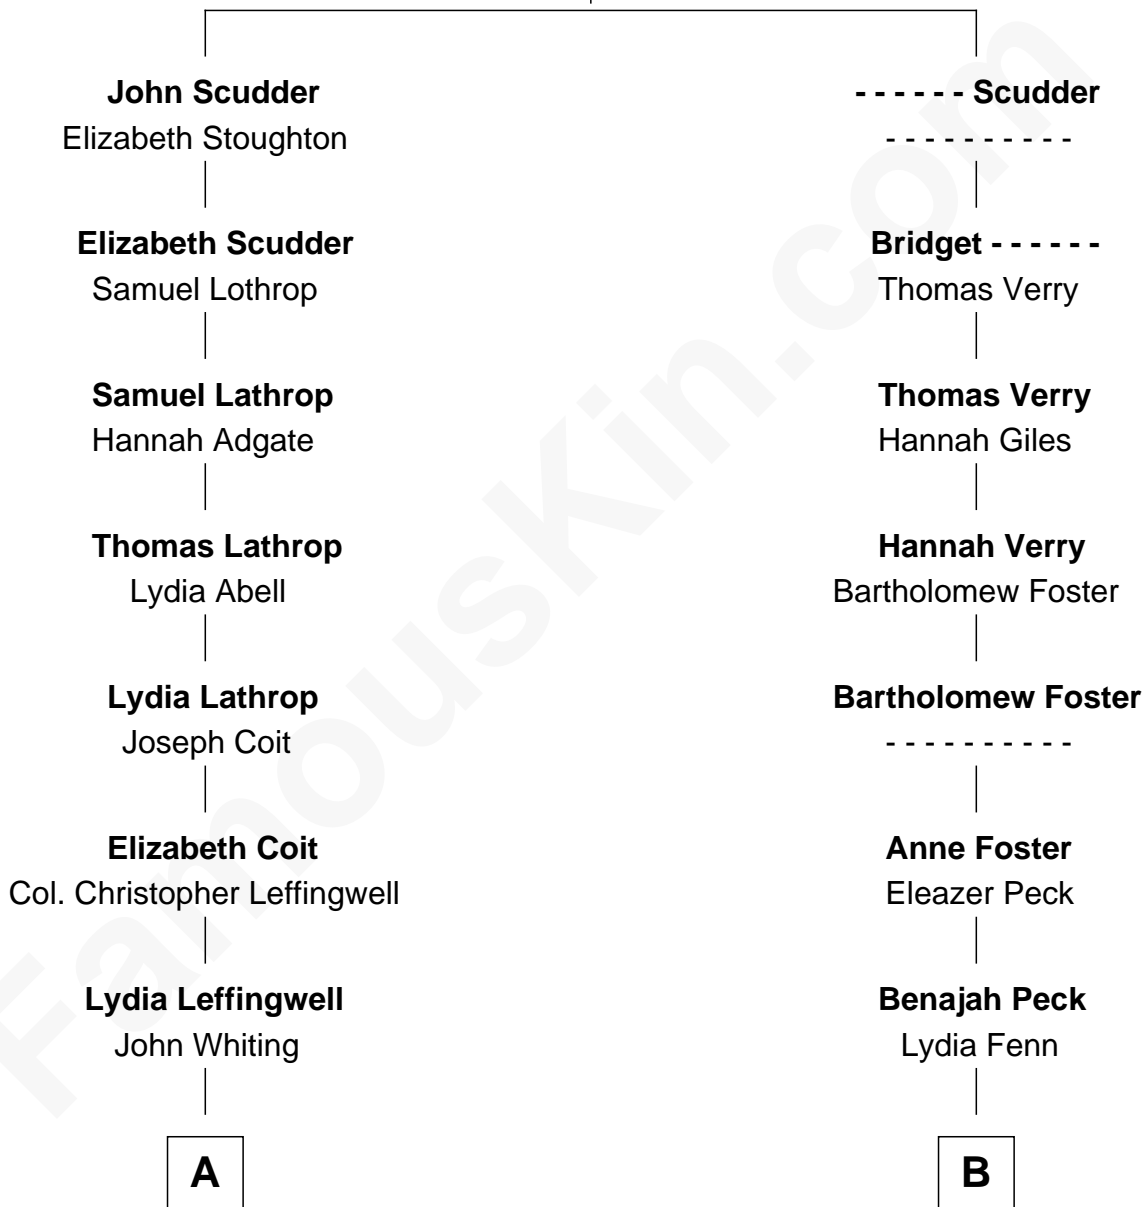 John Scudder
Elizabeth Stoughton
Elizabeth Scudder
Samuel Lothrop
Samuel Lathrop
Hannah Adgate
Thomas Lathrop
Lydia Abell
Lydia Lathrop
Joseph Coit
Elizabeth Coit
Col. Christopher Leffingwell
Lydia Leffingwell
John Whiting
A
- - - - - - Scudder
- - - - - - - - - -
Bridget - - - - - -
Thomas Verry
Thomas Verry
Hannah Giles
Hannah Verry
Bartholomew Foster
Bartholomew Foster
- - - - - - - - - -
Anne Foster
Eleazer Peck
Benajah Peck
Lydia Fenn
B
FamousKin.com